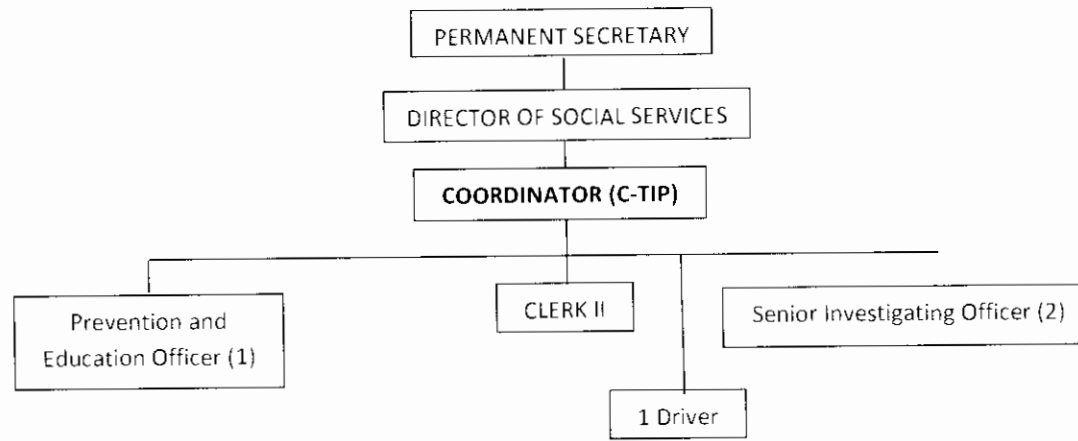 PERMANENT SECRETARY
DIRECTOR OF SOCIAL SERVICES
COORDINATOR (C-TIP)
Prevention and
Education Officer (1)
CLERK II
Senior Investigating Officer (2)
1 Driver